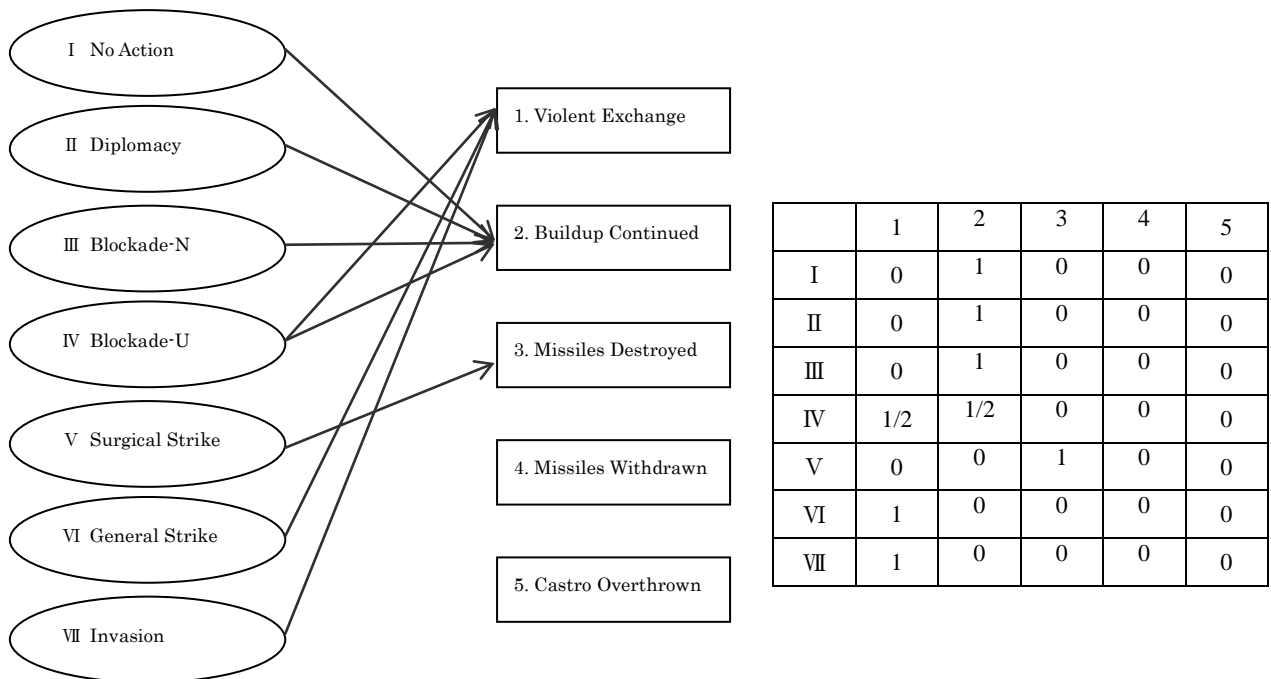 Ⅰ No Action
Ⅱ Diplomacy
Ⅲ Blockade-N
Ⅳ Blockade-U
Ⅴ Surgical Strike
Ⅵ General Strike
Ⅶ Invasion
1. Violent Exchange
2. Buildup Continued
3. Missiles Destroyed
4. Missiles Withdrawn
5. Castro Overthrown
1 2 3 4 5
Ⅰ 0 1 0 0 0
Ⅱ 0 1 0 0 0
Ⅲ 0 1 0 0 0
Ⅳ 1/2 1/2 0 0 0
Ⅴ 0 0 1 0 0
Ⅵ 1 0 0 0 0
Ⅶ 1 0 0 0 0